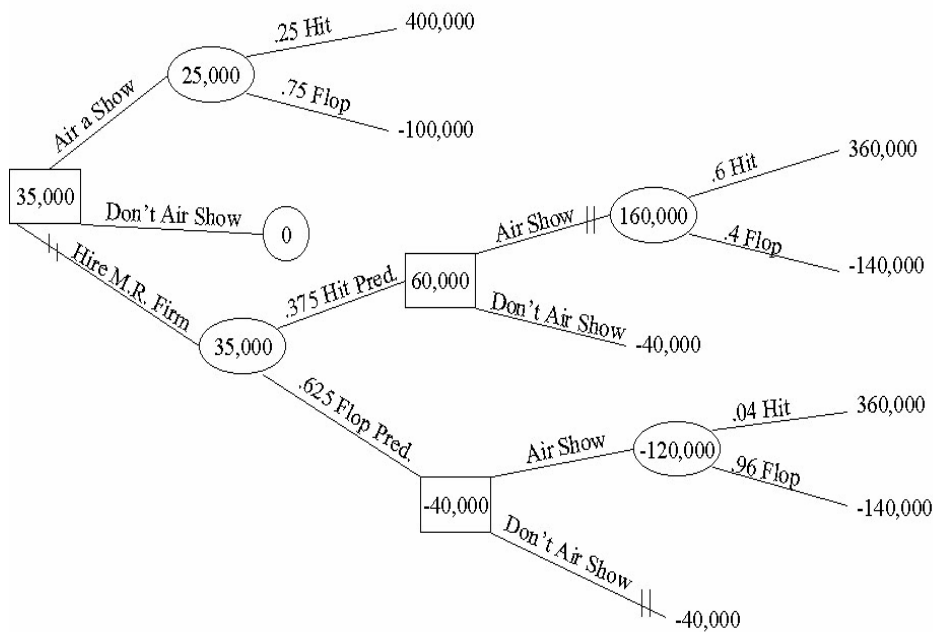 .25 Hit
400,000
25,000
Air a Show
.75 Flop
-100,000
35,000
Don't Air Show
0
Hire M.R. Firm
35,000
.375 Hit Pred.
60,000
Air Show
160,000
.6 Hit
360,000
.4 Flop
-140,000
Don't Air Show
-40,000
.625 Flop Pred.
-40,000
Air Show
-120,000
.04 Hit
360,000
.96 Flop
-140,000
Don't Air Show
-40,000